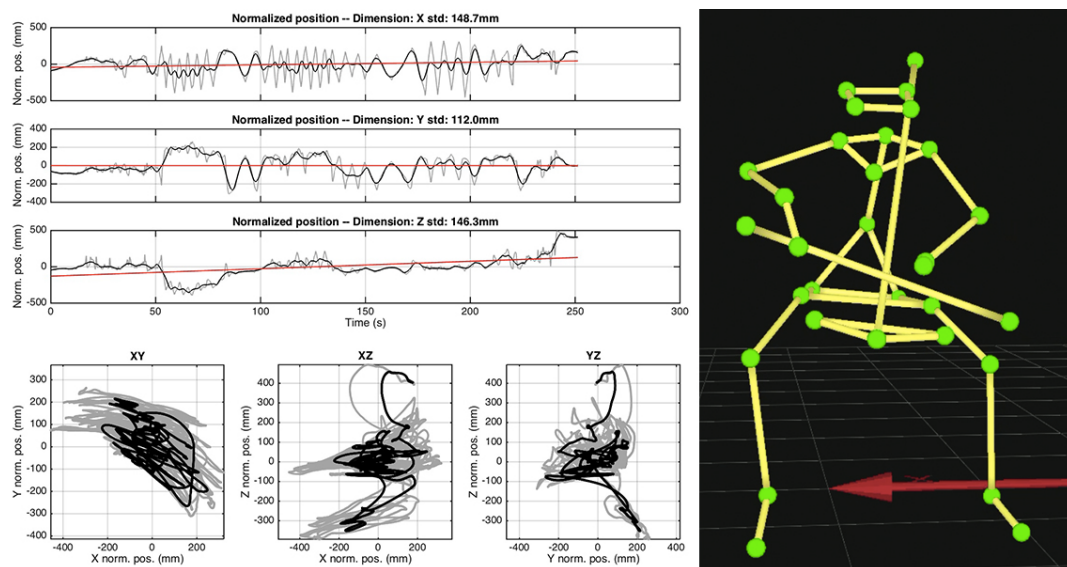 Normalized position -- Dimension: X std: 148.7mm
Norm. pos. (mm)
500
0
-500
Normalized position -- Dimension: Y std: 112.0mm
Norm. pos. (mm)
400
200
0
-200
-400
Normalized position -- Dimension: Z std: 146.3mm
Norm. pos. (mm)
500
0
-500
0 50 100 150 200 250 300
Time (s)
XY
Y norm. pos. (mm)
300
200
100
0
-100
-200
-300
-400
-400 -200 0 200
X norm. pos. (mm)
XZ
Z norm. pos. (mm)
400
300
200
100
0
-100
-200
-300
-400 -200 0 200
X norm. pos. (mm)
YZ
Z norm. pos. (mm)
400
300
200
100
0
-100
-200
-300
-400 -200 0 200 400
Y norm. pos. (mm)